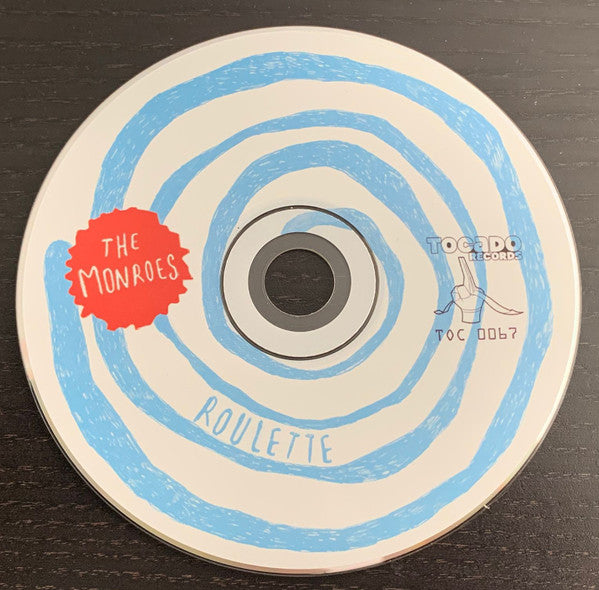 THE
MONROES
TOCADO
RECORDS
TOC 0067
ROULETTE